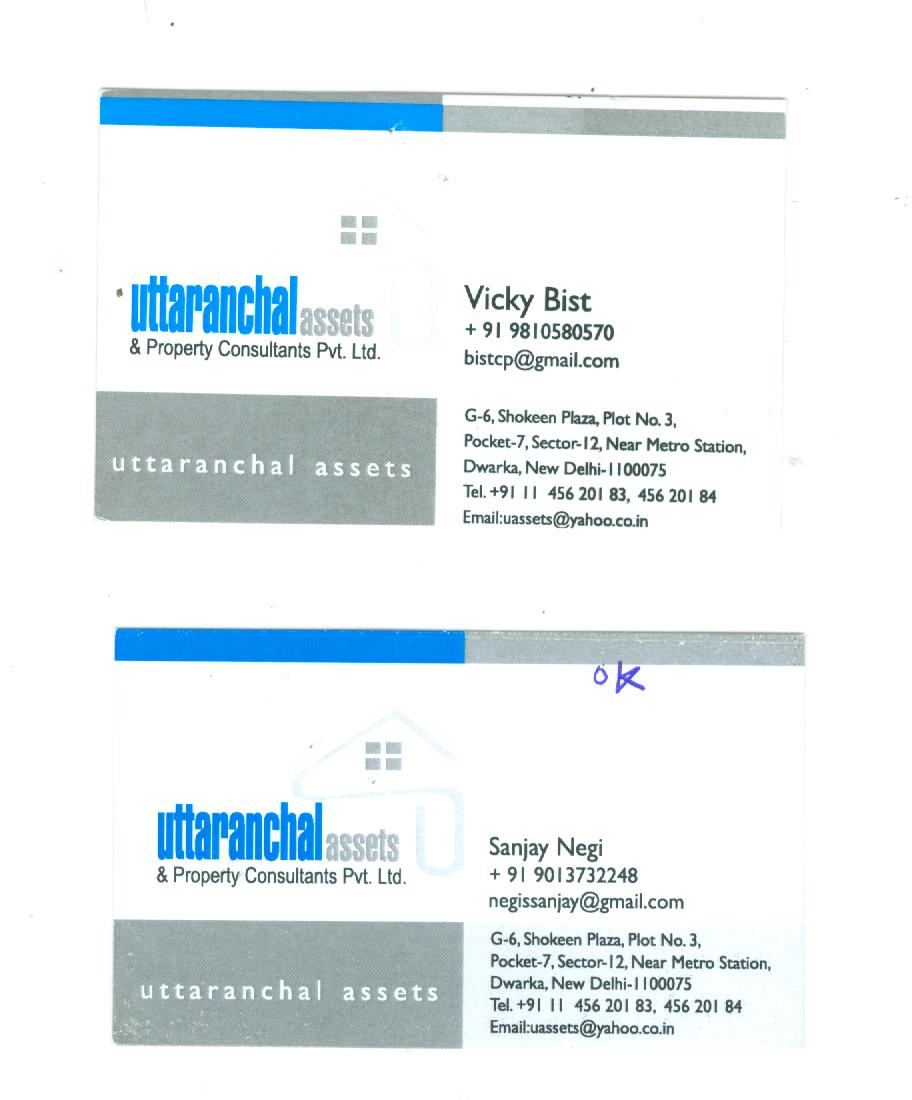 uttaranchal assets
& Property Consultants Pvt. Ltd.
uttaranchal assets
Vicky Bist
+ 91 9810580570
bistcp@gmail.com
G-6, Shokeen Plaza, Plot No. 3,
Pocket-7, Sector-12, Near Metro Station,
Dwarka, New Delhi-1100075
Tel. +91 11 456 201 83, 456 201 84
Email:uassets@yahoo.co.in
OK
uttaranchal assets
& Property Consultants Pvt. Ltd.
uttaranchal assets
Sanjay Negi
+ 91 9013732248
negissanjay@gmail.com
G-6, Shokeen Plaza, Plot No. 3,
Pocket-7, Sector-12, Near Metro Station,
Dwarka, New Delhi-1100075
Tel. +91 11 456 201 83, 456 201 84
Email:uassets@yahoo.co.in